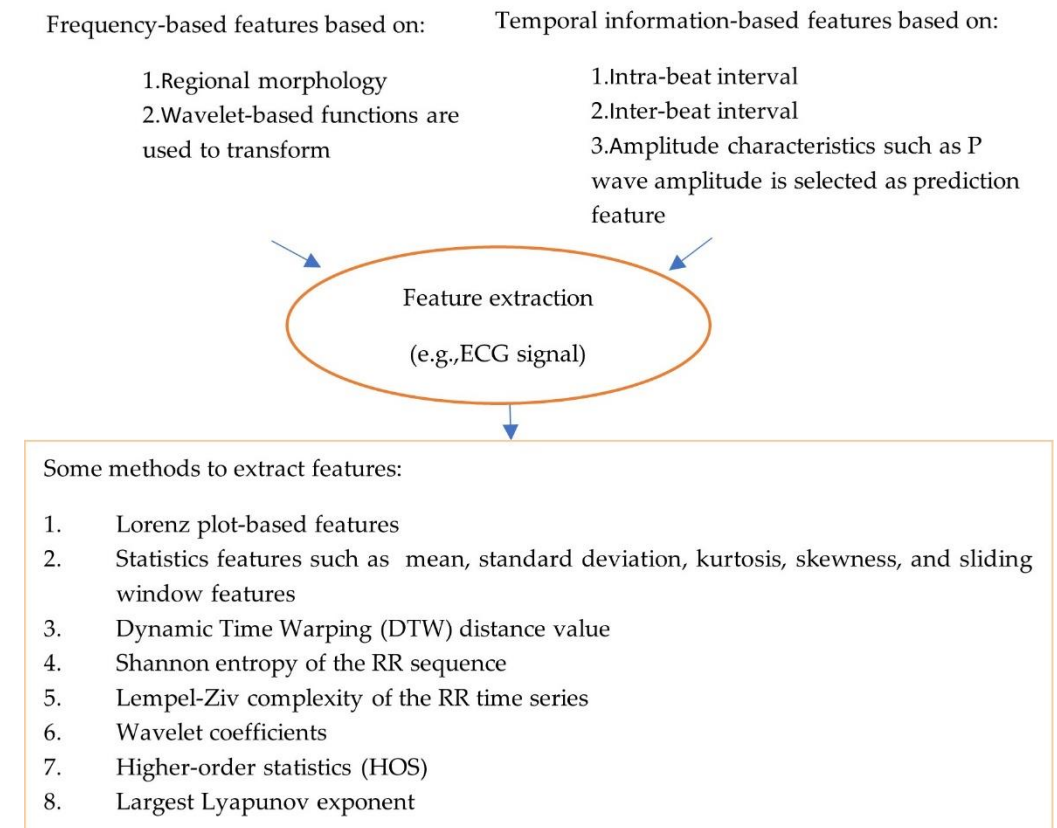 Frequency-based features based on:
1.Regional morphology
2.Wavelet-based functions are
used to transform
Temporal information-based features based on:
1.Intra-beat interval
2.Inter-beat interval
3.Amplitude characteristics such as P
wave amplitude is selected as prediction
feature
Feature extraction
(e.g.,ECG signal)
Some methods to extract features:
1. Lorenz plot-based features
2. Statistics features such as mean, standard deviation, kurtosis, skewness, and sliding
window features
3. Dynamic Time Warping (DTW) distance value
4. Shannon entropy of the RR sequence
5. Lempel-Ziv complexity of the RR time series
6. Wavelet coefficients
7. Higher-order statistics (HOS)
8. Largest Lyapunov exponent